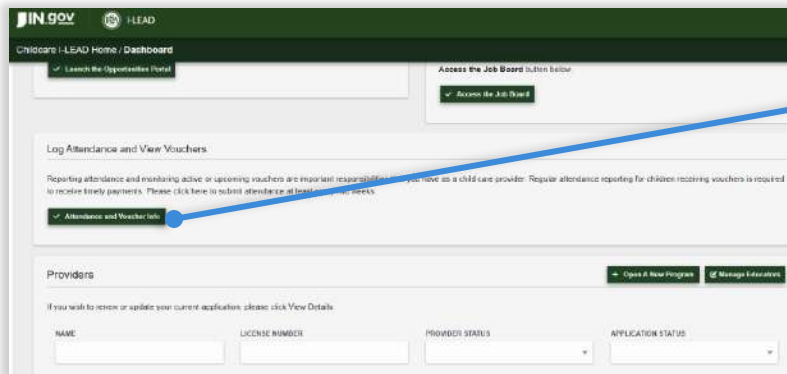 IN.gov I-LEAD
Childcare I-LEAD Home / Dashboard
Launch the Opportunities Portal
Access the Job Board button below
Access the Job Board
Log Attendance and View Vouchers
Reporting attendance and monitoring active or upcoming vouchers are important responsibilities you have as a child care provider. Regular attendance reporting for children receiving vouchers is required
to receive timely payments. Please click here to submit attendance at least weeks.
Attendance and Voucher Info
Providers
+ Open A New Program Manage Educators
If you wish to renew or update your current application, please click View Details.
NAME LICENSE NUMBER PROVIDER STATUS APPLICATION STATUS